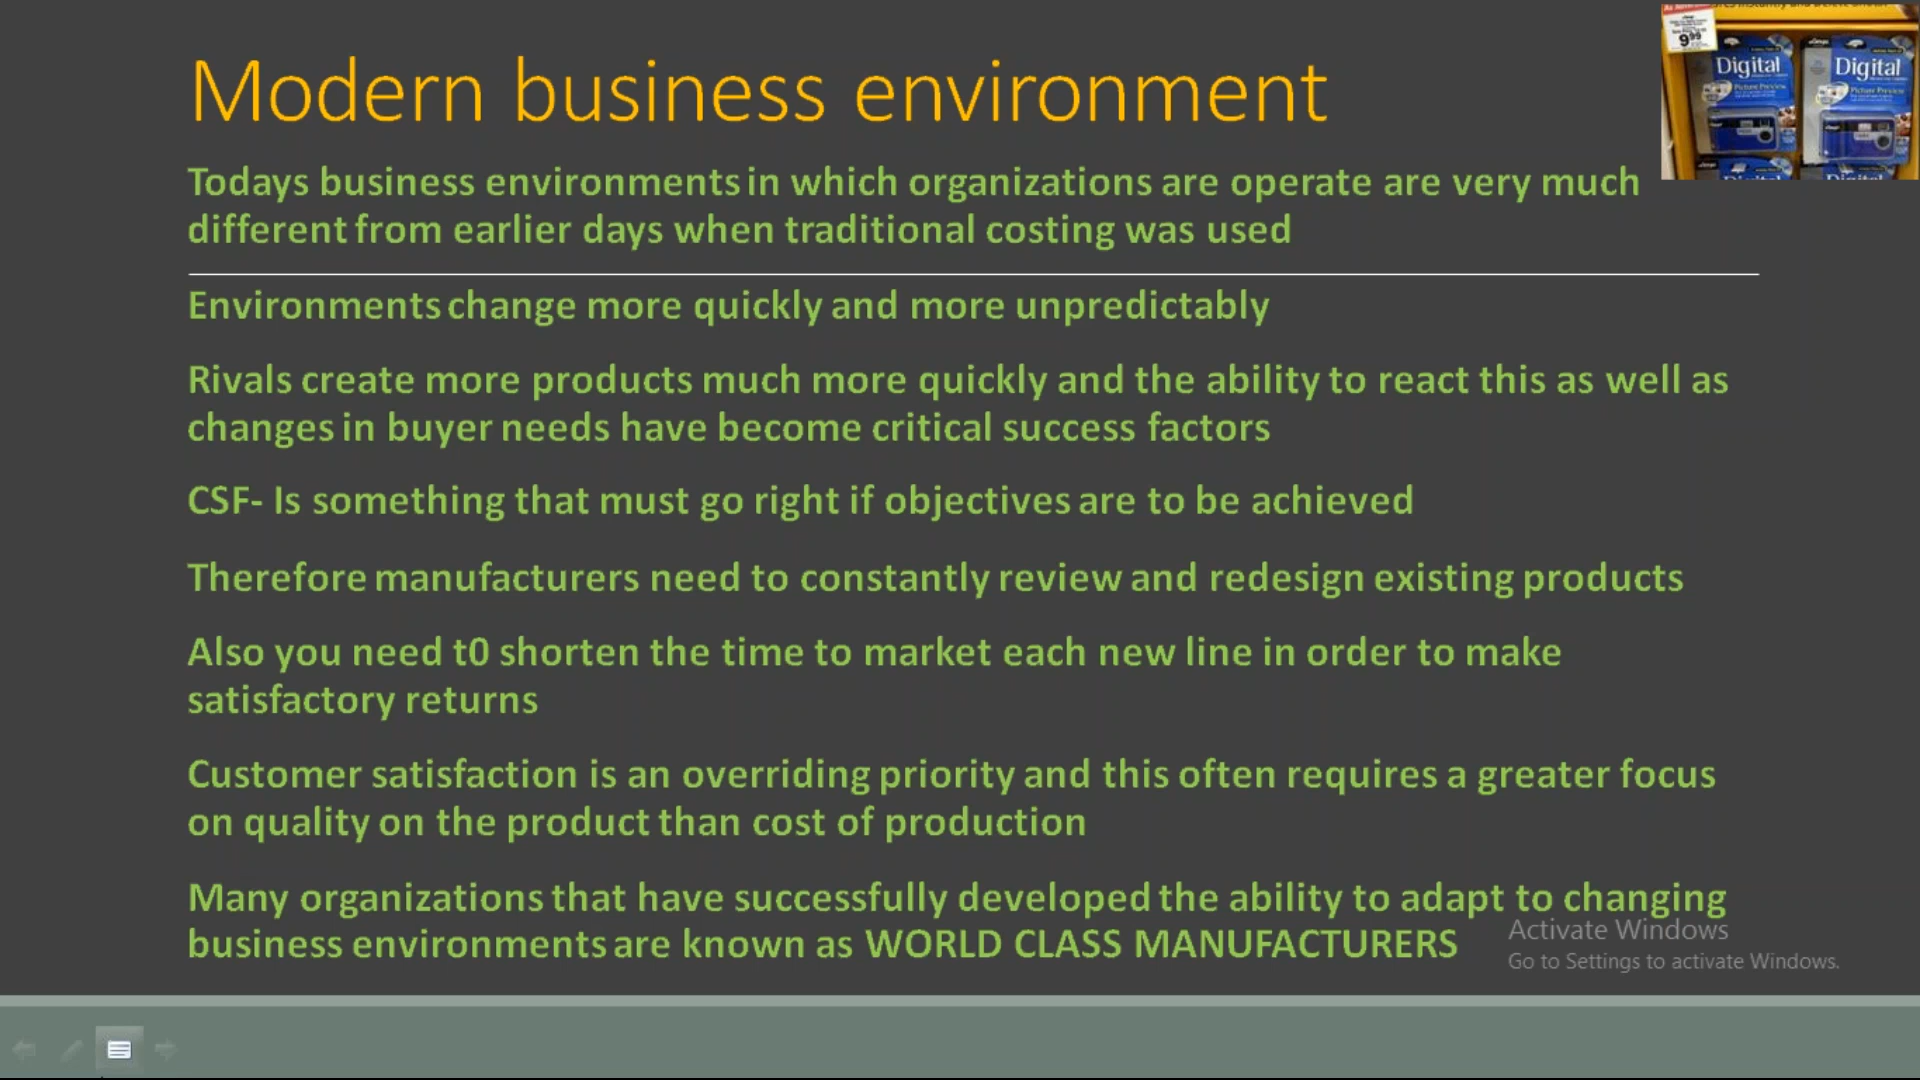 Modern business environment
9⁹⁹
Digital
Digital
Picture Preview
Picture Preview
Todays business environments in which organizations are operate are very much
different from earlier days when traditional costing was used
Environments change more quickly and more unpredictably
Rivals create more products much more quickly and the ability to react this as well as
changes in buyer needs have become critical success factors
CSF- Is something that must go right if objectives are to be achieved
Therefore manufacturers need to constantly review and redesign existing products
Also you need t0 shorten the time to market each new line in order to make
satisfactory returns
Customer satisfaction is an overriding priority and this often requires a greater focus
on quality on the product than cost of production
Many organizations that have successfully developed the ability to adapt to changing
business environments are known as WORLD CLASS MANUFACTURERS
Activate Windows
Go to Settings to activate Windows.